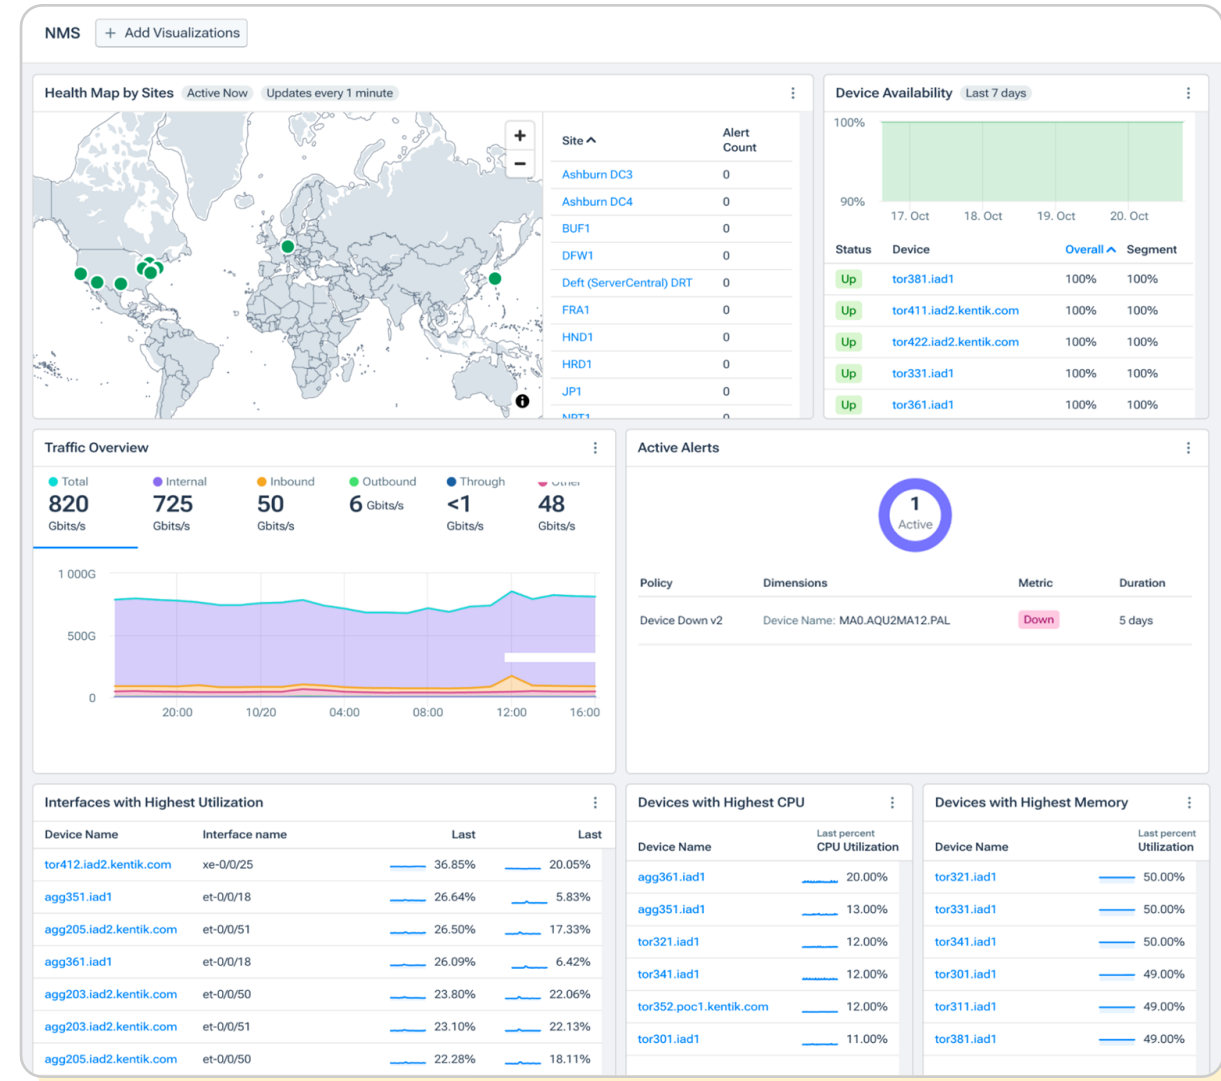 NMS + Add Visualizations
Health Map by Sites Active Now Updates every 1 minute
+
−
Site Alert Count
Ashburn DC3 0
Ashburn DC4 0
BUF1 0
DFW1 0
Deft (ServerCentral) DRT 0
FRA1 0
HND1 0
HRD1 0
JP1 0
NRT1 0
Device Availability Last 7 days
100%
90%
17. Oct 18. Oct 19. Oct 20. Oct
Status Device Overall Segment
Up tor381.iad1 100% 100%
Up tor411.iad2.kentik.com 100% 100%
Up tor422.iad2.kentik.com 100% 100%
Up tor331.iad1 100% 100%
Up tor361.iad1 100% 100%
Traffic Overview
Total Internal Inbound Outbound Through Other
820 725 50 6 Gbits/s <1 48
Gbits/s Gbits/s Gbits/s Gbits/s Gbits/s
1 000G
500G
0
20:00 10/20 04:00 08:00 12:00 16:00
Active Alerts
1
Active
Policy Dimensions Metric Duration
Device Down v2 Device Name: MA0.AQU2MA12.PAL Down 5 days
Interfaces with Highest Utilization
Device Name Interface name Last Last
tor412.iad2.kentik.com xe-0/0/25 36.85% 20.05%
agg351.iad1 et-0/0/18 26.64% 5.83%
agg205.iad2.kentik.com et-0/0/51 26.50% 17.33%
agg361.iad1 et-0/0/18 26.09% 6.42%
agg203.iad2.kentik.com et-0/0/50 23.80% 22.06%
agg203.iad2.kentik.com et-0/0/51 23.10% 22.13%
agg205.iad2.kentik.com et-0/0/50 22.28% 18.11%
Devices with Highest CPU
Last percent
Device Name CPU Utilization
agg361.iad1 20.00%
agg351.iad1 13.00%
tor321.iad1 12.00%
tor341.iad1 12.00%
tor352.poc1.kentik.com 12.00%
tor301.iad1 11.00%
Devices with Highest Memory
Last percent
Device Name Utilization
tor321.iad1 50.00%
tor331.iad1 50.00%
tor341.iad1 50.00%
tor301.iad1 49.00%
tor311.iad1 49.00%
tor381.iad1 49.00%